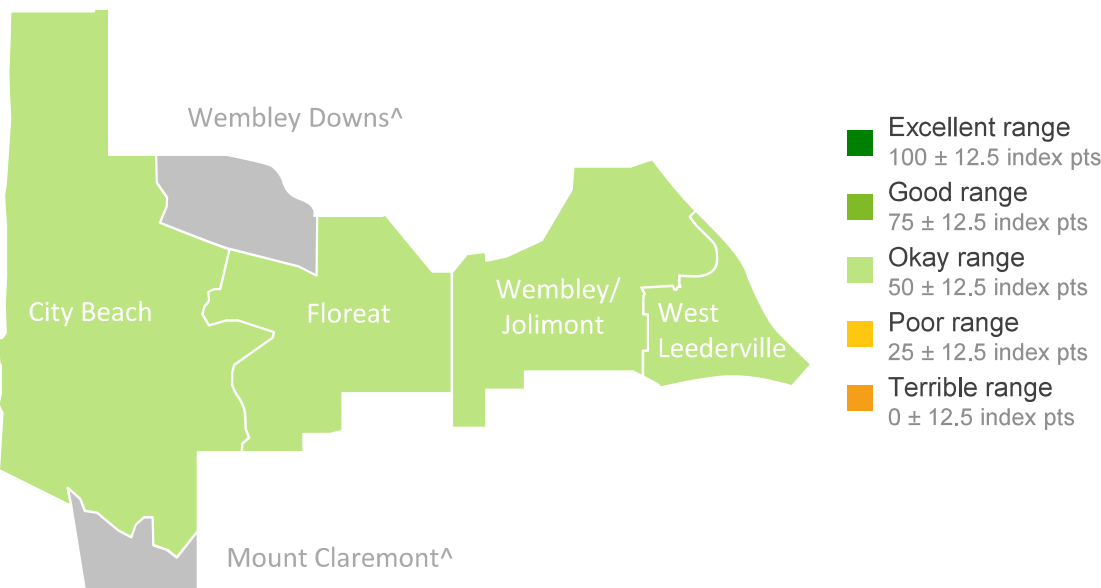 Wembley Downs^
City Beach
Floreat
Wembley/
Jolimont
West
Leederville
Mount Claremont^
Excellent range
100 ± 12.5 index pts
Good range
75 ± 12.5 index pts
Okay range
50 ± 12.5 index pts
Poor range
25 ± 12.5 index pts
Terrible range
0 ± 12.5 index pts